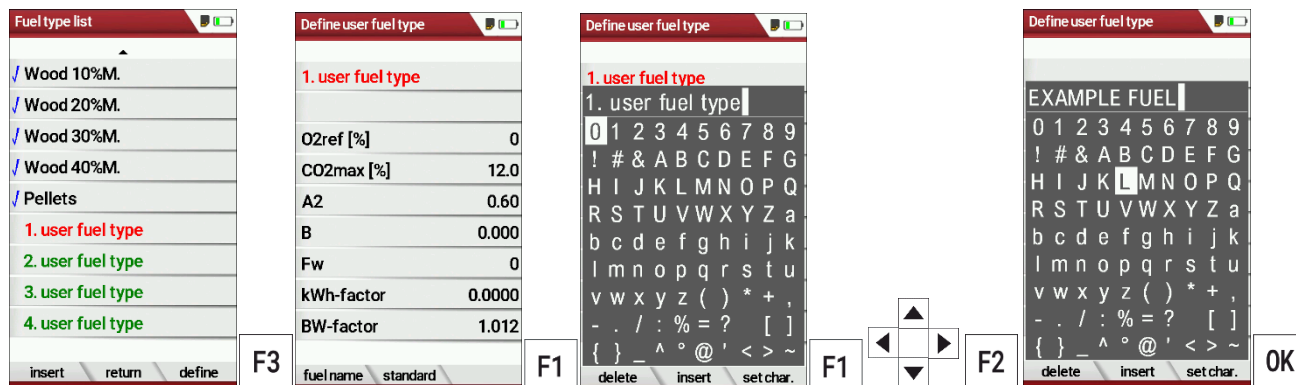 Fuel type list
√ Wood 10%M.
√ Wood 20%M.
√ Wood 30%M.
√ Wood 40%M.
√ Pellets
1. user fuel type
2. user fuel type
3. user fuel type
4. user fuel type
insert return define
F3
Define user fuel type
1. user fuel type
O2ref [%] 0
CO2max [%] 12.0
A2 0.60
B 0.000
Fw 0
kWh-factor 0.0000
BW-factor 1.012
fuel name standard
F1
Define user fuel type
1. user fuel type
1. user fuel type
0 1 2 3 4 5 6 7 8 9
! # & A B C D E F G
H I J K L M N O P Q
R S T U V W X Y Z a
b c d e f g h i j k
l m n o p q r s t u
v w x y z ( ) * + ,
- . / : % = ? [ ]
{ } _ ^ ° @ ' < > ~
delete insert set char.
F1
F2
Define user fuel type
EXAMPLE FUEL
0 1 2 3 4 5 6 7 8 9
! # & A B C D E F G
H I J K L M N O P Q
R S T U V W X Y Z a
b c d e f g h i j k
l m n o p q r s t u
v w x y z ( ) * + ,
- . / : % = ? [ ]
{ } _ ^ ° @ ' < > ~
delete insert set char.
OK